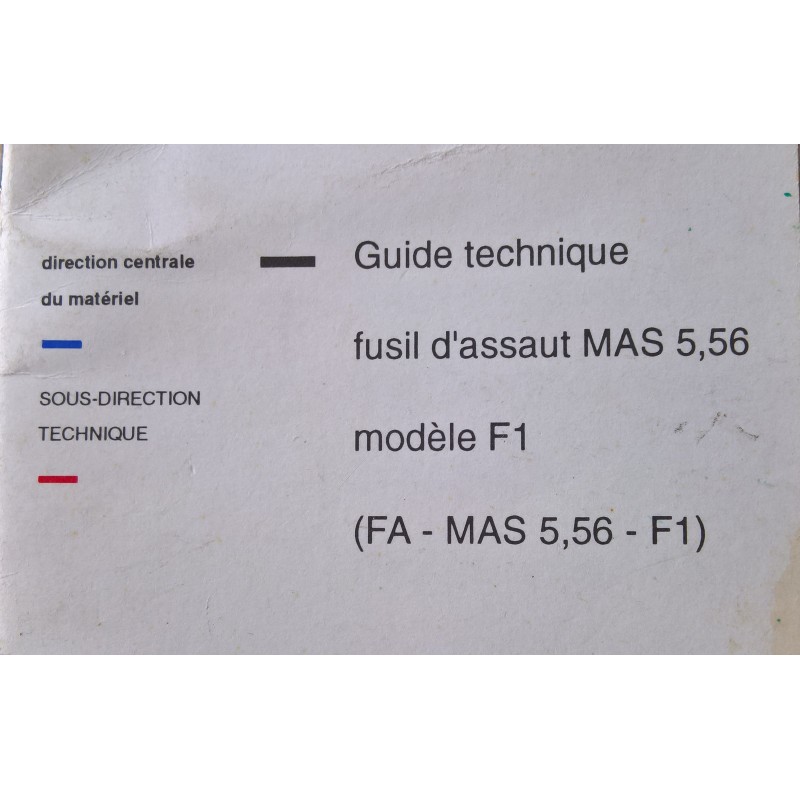 direction centrale
du matériel
SOUS-DIRECTION
TECHNIQUE
Guide technique
fusil d'assaut MAS 5,56
modèle F1
(FA - MAS 5,56 - F1)